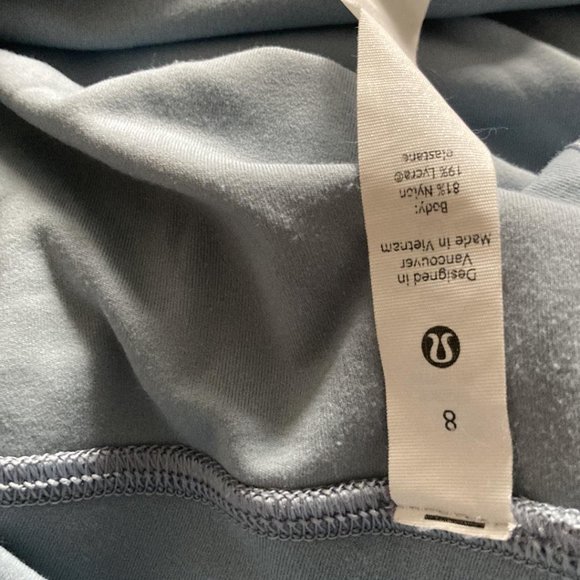 8
Designed in
Vancouver
Made in Vietnam
Body:
81% Nylon
19% Lycra®
elastane